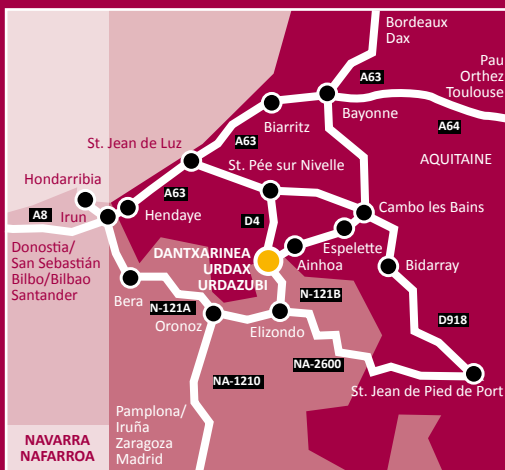 Bordeaux
Dax
Pau
Orthez
Toulouse
A63
Bayonne
Biarritz
A64
A63
St. Jean de Luz
St. Pée sur Nivelle
AQUITAINE
Hondarribia
A63
Cambo les Bains
A8
Irun
Hendaye
D4
Espelette
Donostia/
San Sebastián
Bilbo/Bilbao
Santander
DANTXARINEA
URDAX
URDAZUBI
Ainhoa
Bidarray
Bera
N-121A
N-121B
Oronoz
Elizondo
D918
NA-2600
NA-1210
St. Jean de Pied de Port
Pamplona/
Iruña
Zaragoza
Madrid
NAVARRA
NAFARROA